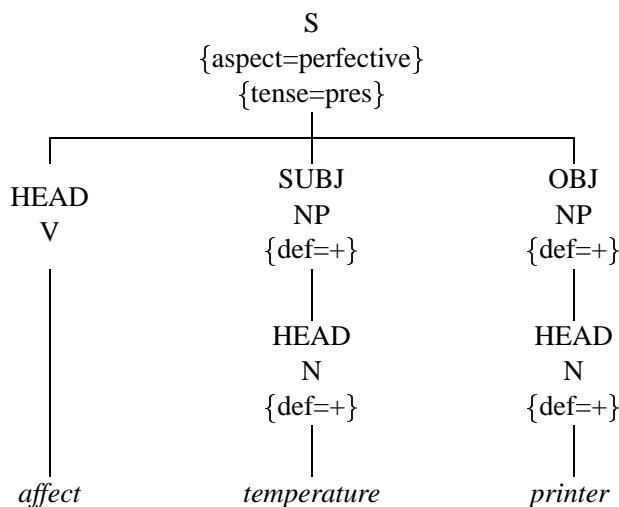 S
{aspect=perfective}
{tense=pres}
HEAD SUBJ OBJ
V NP NP
{def=+} {def=+}
HEAD HEAD
N N
{def=+} {def=+}
affect temperature printer